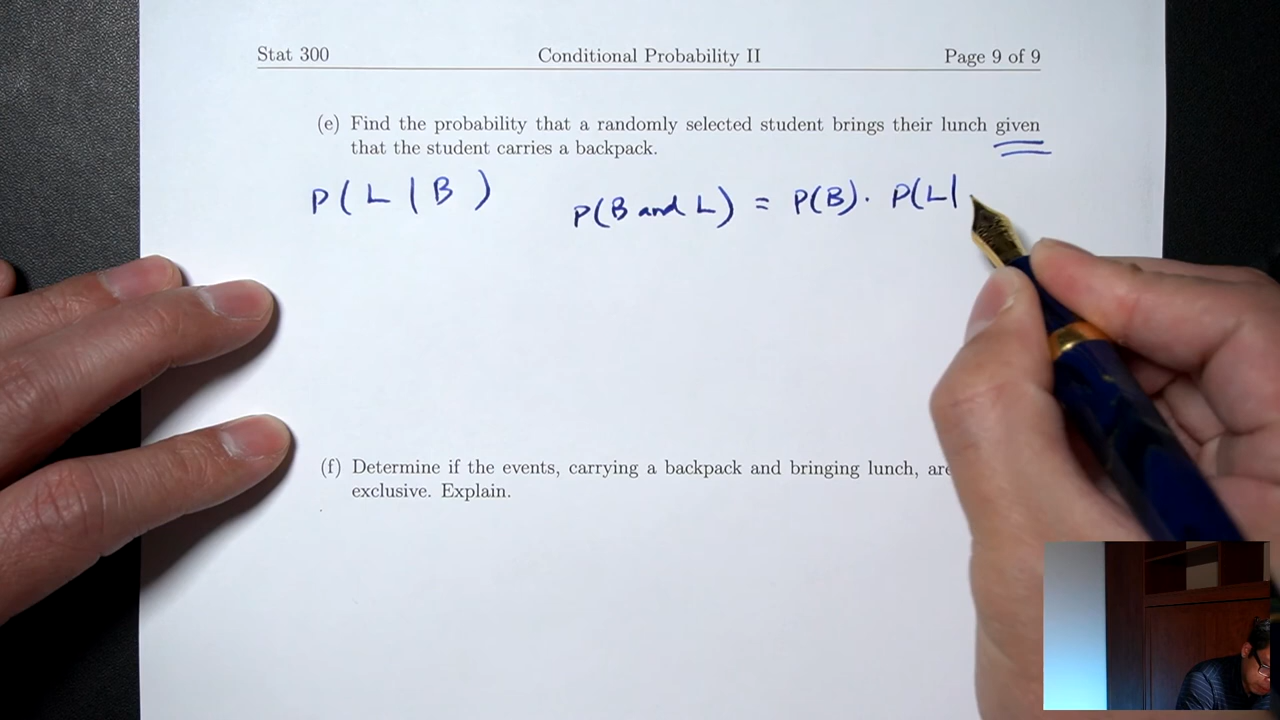 Stat 300 Conditional Probability II Page 9 of 9
(e) Find the probability that a randomly selected student brings their lunch given
that the student carries a backpack.
P(L|B) P(B and L) = P(B). P(L|
(f) Determine if the events, carrying a backpack and bringing lunch, are
exclusive. Explain.